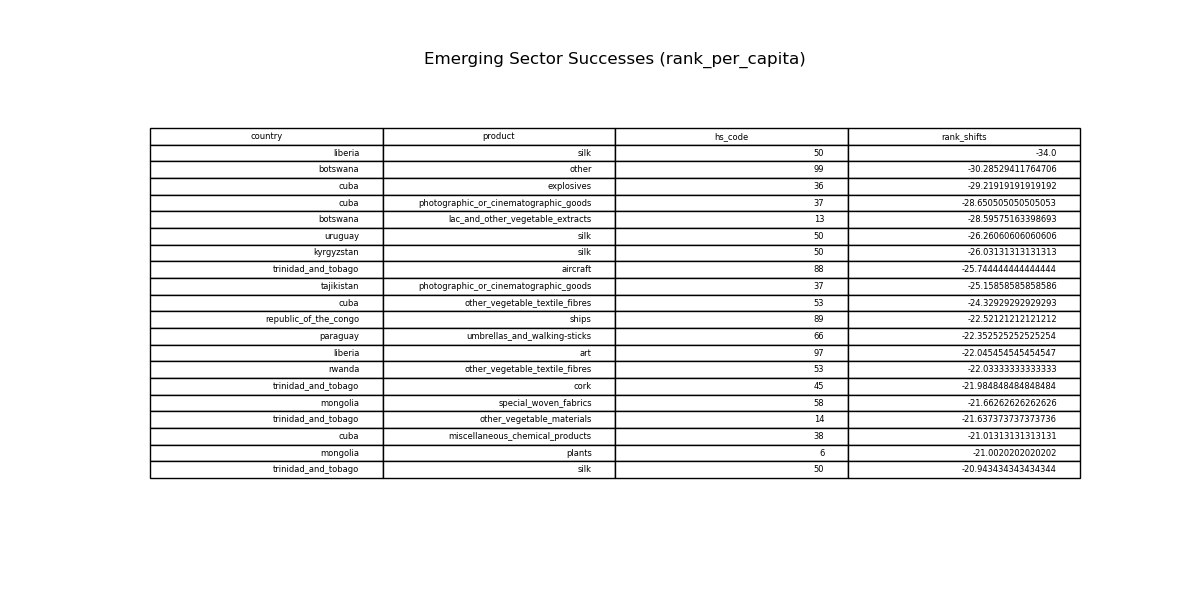 Emerging Sector Successes (rank_per_capita)
country product hs_code rank_shifts
liberia silk 50 -34.0
botswana other 99 -30.28529411764706
cuba explosives 36 -29.21919191919192
cuba photographic_or_cinematographic_goods 37 -28.650505050505053
botswana lac_and_other_vegetable_extracts 13 -28.59575163398693
uruguay silk 50 -26.26060606060606
kyrgyzstan silk 50 -26.03131313131313
trinidad_and_tobago aircraft 88 -25.744444444444444
tajikistan photographic_or_cinematographic_goods 37 -25.15858585858586
cuba other_vegetable_textile_fibres 53 -24.32929292929293
republic_of_the_congo ships 89 -22.52121212121212
paraguay umbrellas_and_walking-sticks 66 -22.352525252525254
liberia art 97 -22.045454545454547
rwanda other_vegetable_textile_fibres 53 -22.03333333333333
trinidad_and_tobago cork 45 -21.984848484848484
mongolia special_woven_fabrics 58 -21.66262626262626
trinidad_and_tobago other_vegetable_materials 14 -21.637373737373736
cuba miscellaneous_chemical_products 38 -21.01313131313131
mongolia plants 6 -21.0020202020202
trinidad_and_tobago silk 50 -20.943434343434344